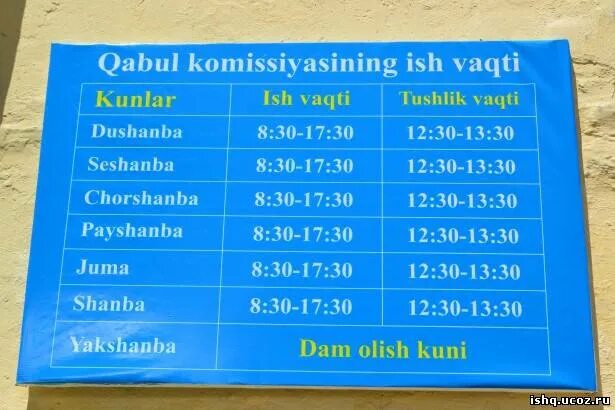 Qabul komissiyasining ish vaqti
Kunlar Ish vaqti Tushlik vaqti
Dushanba 8:30-17:30 12:30-13:30
Seshanba 8:30-17:30 12:30-13:30
Chorshanba 8:30-17:30 12:30-13:30
Payshanba 8:30-17:30 12:30-13:30
Juma 8:30-17:30 12:30-13:30
Shanba 8:30-17:30 12:30-13:30
Yakshanba Dam olish kuni
ishq.ucoz.ru